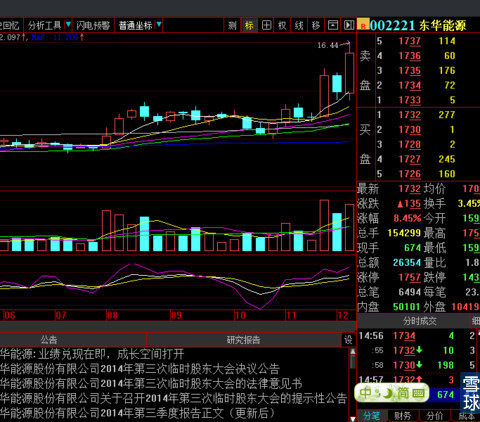 史回忆 分析工具 闪电预警 普通坐标 测 标 权 线 移
002221 东华能源
2.097↑
16.44
卖盘
5 1737 114
4 1736 60
3 1735 176
2 1734 72
1 1733 5
买盘
1 1732 277
2 1730 1
3 1728 2
4 1727 245
5 1726 160
最新 1732 均价 170
涨跌 ▲135 换手 3.45%
涨幅 8.45% 今开 159
总手 154299 最高 175
现手 674 最低 159
总额 26354 量比 1.8
涨停 1757 跌停 143
总笔 6494 每笔 23.
内盘 50101 外盘 10419
06 07 08 09 10 11 12
分时成交 细
14:56 1734 4 2
:55 1732 10 3
:58 1730 198 5
14:57 1732 3
674
公告 研究报告 设
华能源:业绩兑现在即,成长空间打开
华能源股份有限公司2014年第三次临时股东大会决议公告
华能源股份有限公司2014年第三次临时股东大会的法律意见书
华能源股份有限公司关于召开2014年第三次临时股东大会的提示性公告
华能源股份有限公司2014年第三季度报告正文(更新后)
中 简
雪球
分笔 财务 分价 成本